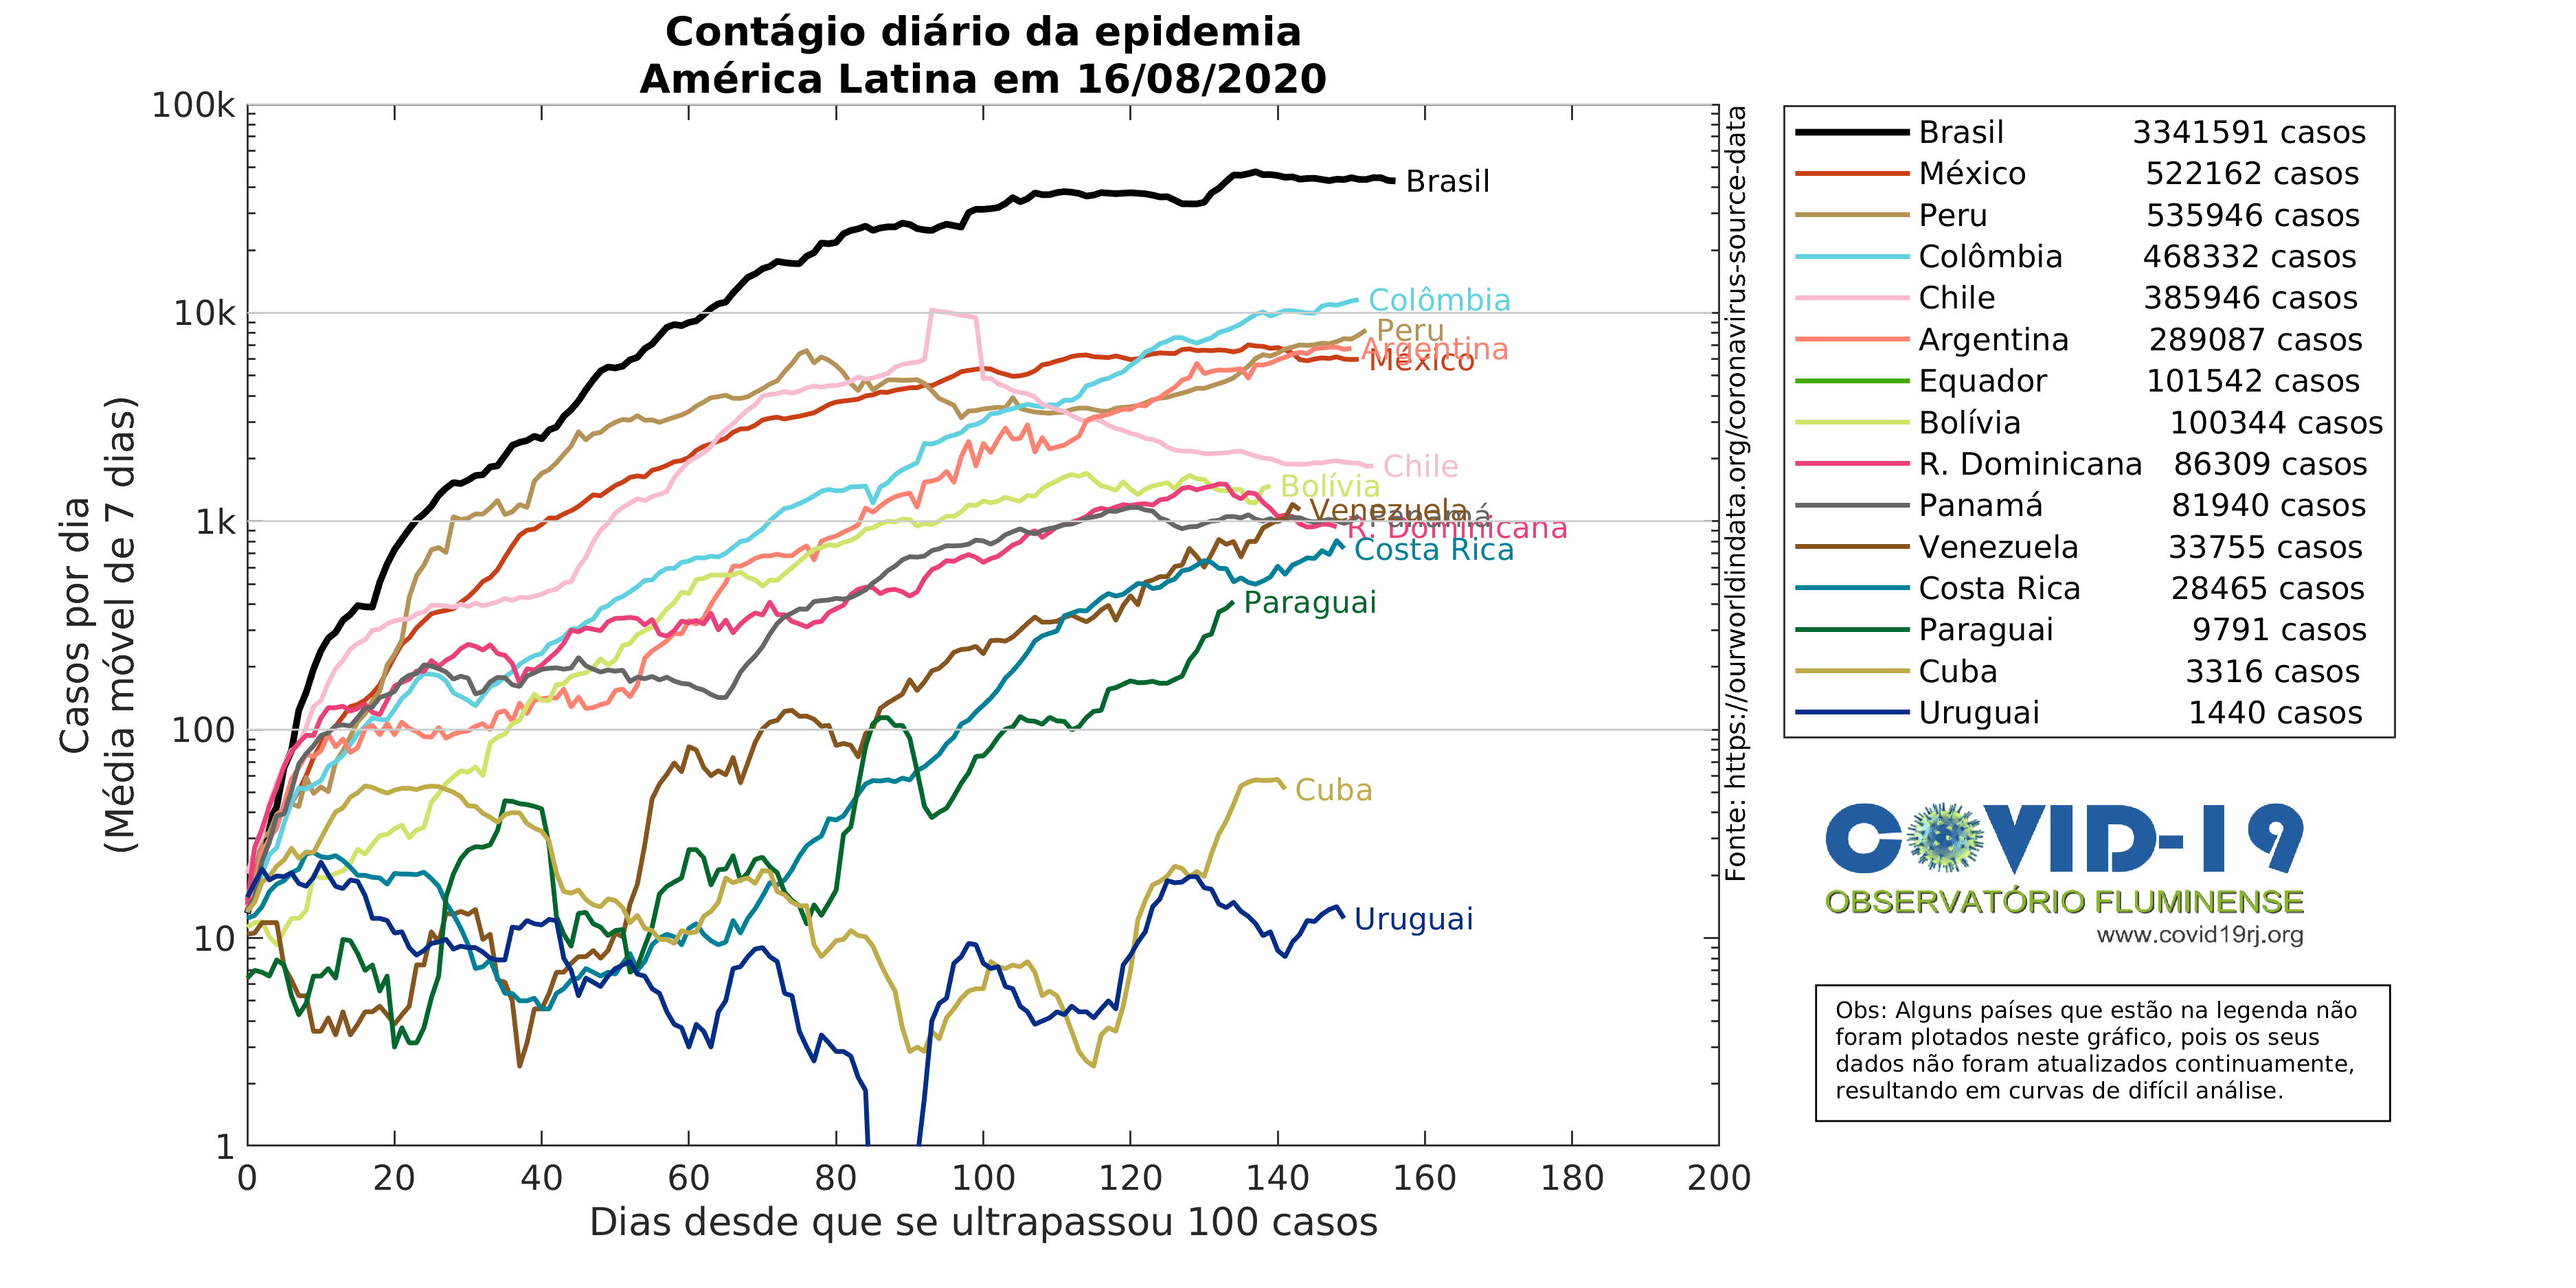 Contágio diário da epidemia
América Latina em 16/08/2020
Casos por dia
(Média móvel de 7 dias)
100k
10k
1k
100
10
1
0 20 40 60 80 100 120 140 160 180 200
Dias desde que se ultrapassou 100 casos
Brasil
Colômbia
Peru
Argentina
México
Chile
Bolívia
Venezuela
Panamá
R. Dominicana
Costa Rica
Paraguai
Cuba
Uruguai
Fonte: https://ourworldindata.org/coronavirus-source-data
Brasil 3341591 casos
México 522162 casos
Peru 535946 casos
Colômbia 468332 casos
Chile 385946 casos
Argentina 289087 casos
Equador 101542 casos
Bolívia 100344 casos
R. Dominicana 86309 casos
Panamá 81940 casos
Venezuela 33755 casos
Costa Rica 28465 casos
Paraguai 9791 casos
Cuba 3316 casos
Uruguai 1440 casos
COVID-19
OBSERVATÓRIO FLUMINENSE
www.covid19rj.org
Obs: Alguns países que estão na legenda não
foram plotados neste gráfico, pois os seus
dados não foram atualizados continuamente,
resultando em curvas de difícil análise.